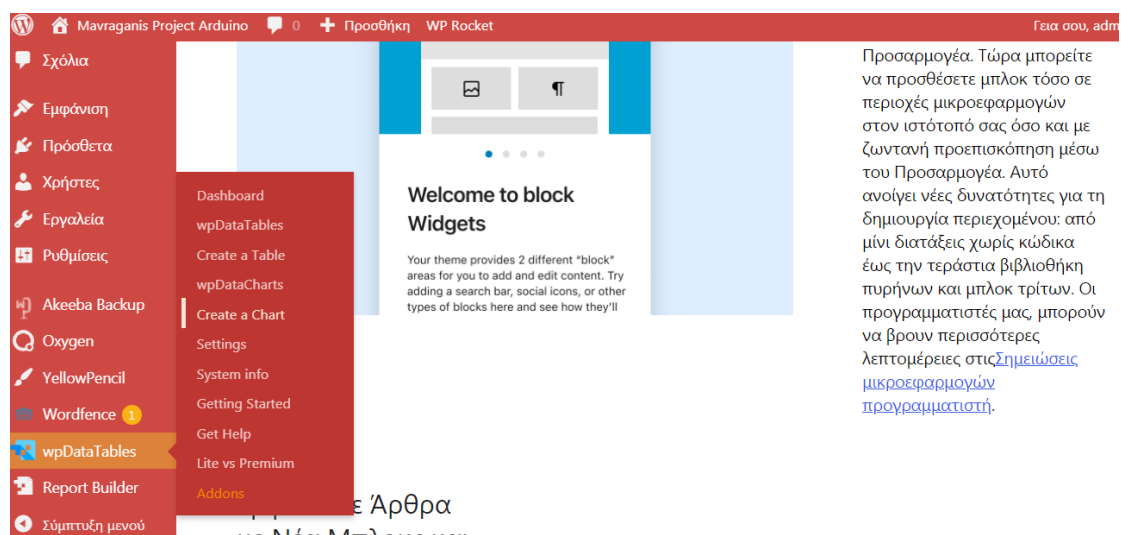 Mavraganis Project Arduino 0 Προσθήκη WP Rocket Γεια σου, adm
Σχόλια
Εμφάνιση
Πρόσθετα
Χρήστες
Εργαλεία
Ρυθμίσεις
Akeeba Backup
Oxygen
YellowPencil
Wordfence 1
wpDataTables
Report Builder
Σύμπτυξη μενού
Dashboard
wpDataTables
Create a Table
wpDataCharts
Create a Chart
Settings
System info
Getting Started
Get Help
Lite vs Premium
Addons
Welcome to block
Widgets
Your theme provides 2 different “block”
areas for you to add and edit content. Try
adding a search bar, social icons, or other
types of blocks here and see how they’ll
ε Άρθρα
Προσαρμογέα. Τώρα μπορείτε
να προσθέσετε μπλοκ τόσο σε
περιοχές μικροεφαρμογών
στον ιστότοπό σας όσο και με
ζωντανή προεπισκόπηση μέσω
του Προσαρμογέα. Αυτό
ανοίγει νέες δυνατότητες για τη
δημιουργία περιεχομένου: από
μίνι διατάξεις χωρίς κώδικα
έως την τεράστια βιβλιοθήκη
πυρήνων και μπλοκ τρίτων. Οι
προγραμματιστές μας, μπορούν
να βρουν περισσότερες
λεπτομέρειες στιςΣημειώσεις
μικροεφαρμογών
προγραμματιστή.